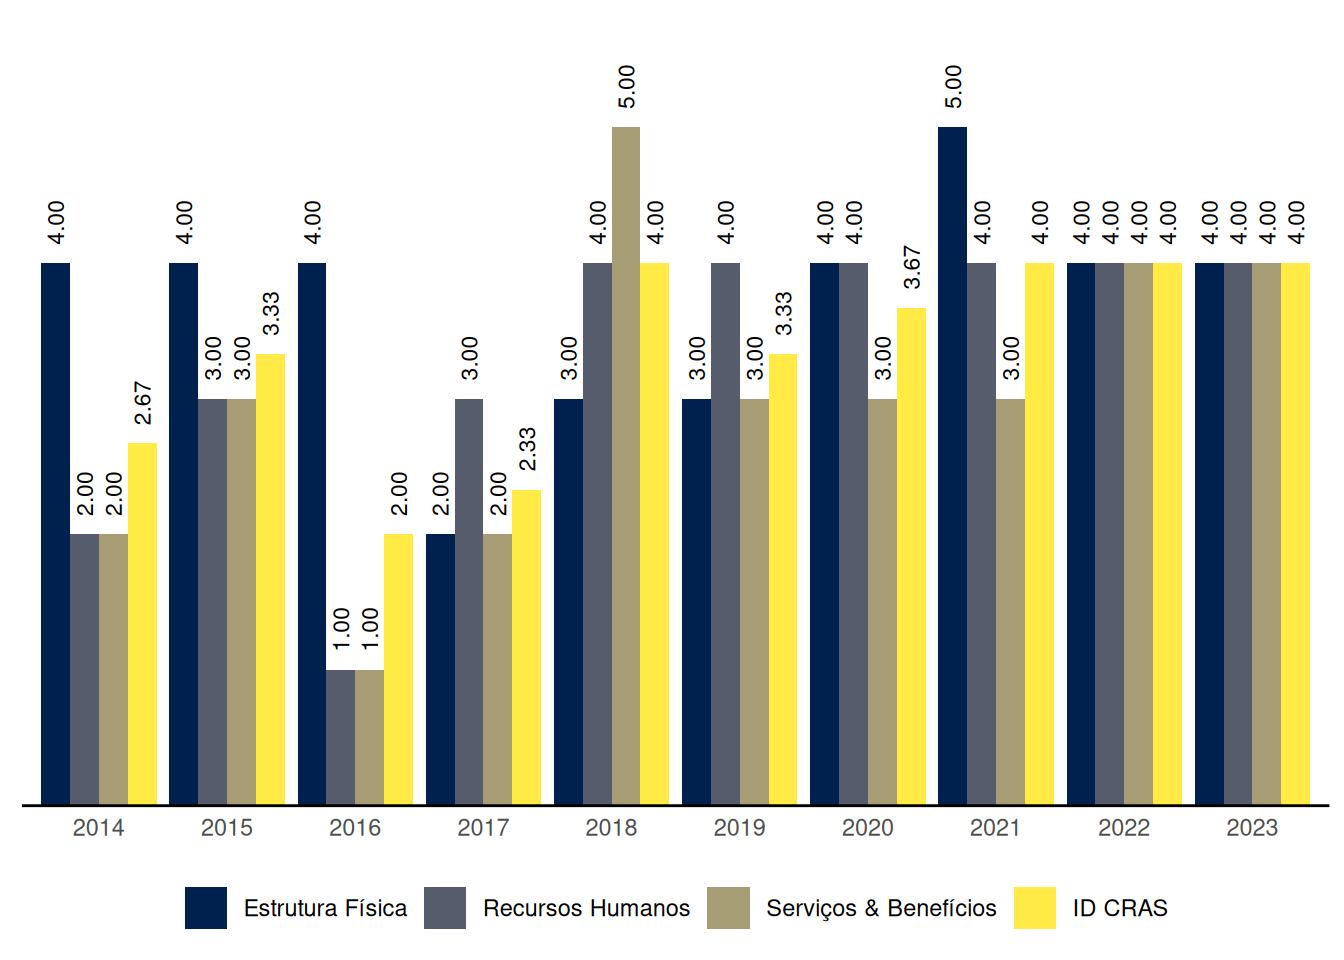 5.00 5.00
4.00 4.00 4.00 4.00 4.00 4.00 4.00 4.00 4.00 4.00 4.00 4.00 4.00 4.00 4.00 4.00 4.00 4.00
3.67
3.33 3.33
3.00 3.00 3.00 3.00 3.00 3.00 3.00 3.00
2.67
2.33
2.00 2.00 2.00 2.00 2.00
1.00 1.00
2014 2015 2016 2017 2018 2019 2020 2021 2022 2023
Estrutura Física Recursos Humanos Serviços & Benefícios ID CRAS